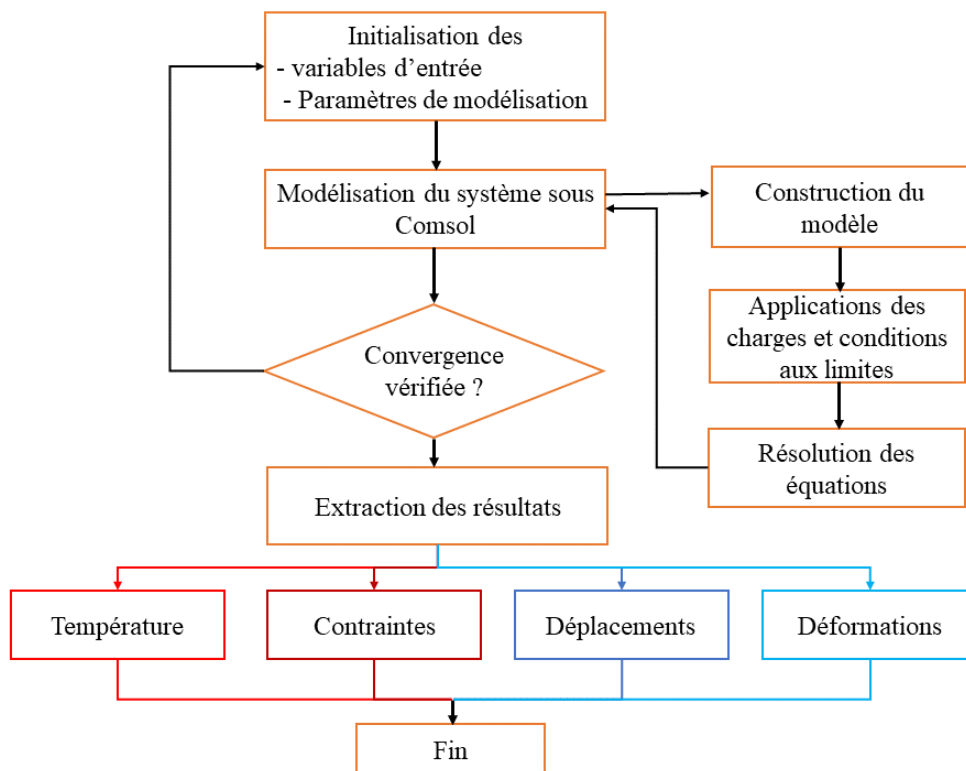 Initialisation des
- variables d’entrée
- Paramètres de modélisation
Modélisation du système sous
Comsol
Construction du
modèle
Applications des
charges et conditions
aux limites
Convergence
vérifiée ?
Résolution des
équations
Extraction des résultats
Température
Contraintes
Déplacements
Déformations
Fin